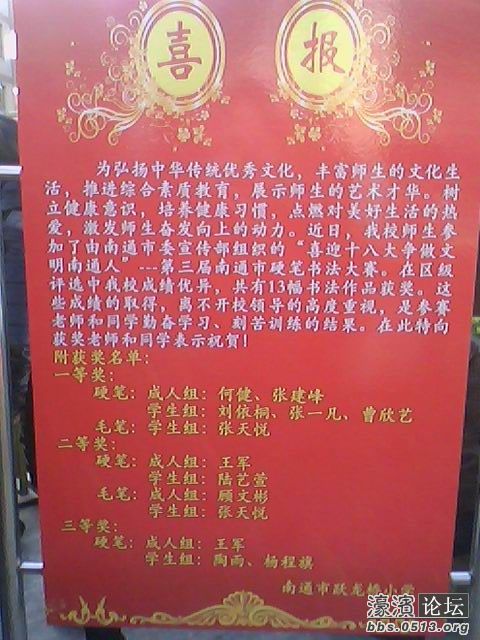 喜报
为弘扬中华传统优秀文化，丰富师生的文化生
活，推进综合素质教育，展示师生的艺术才华。树
立健康意识，培养健康习惯，点燃对美好生活的热
爱，激发师生奋发向上的动力。近日，我校师生参
加了由南通市委宣传部组织的“喜迎十八大争做文
明南通人”---第三届南通市硬笔书法大赛。在区级
评选中我校成绩优异，共有13幅书法作品获奖。这
些成绩的取得，离不开校领导的高度重视，是参赛
老师和同学勤奋学习、刻苦训练的结果。在此特向
获奖老师和同学表示祝贺！
附获奖名单：
一等奖：
硬笔：成人组：何健、张建峰
学生组：刘依桐、张一凡、曹欣艺
毛笔：学生组：张天悦
二等奖：
硬笔：成人组：王军
学生组：陆艺萱
毛笔：成人组：顾文彬
学生组：张天悦
三等奖：
硬笔：成人组：王军
学生组：陶雨、杨程旗
南通市跃龙桥小学
濠滨论坛
bbs.0513.org